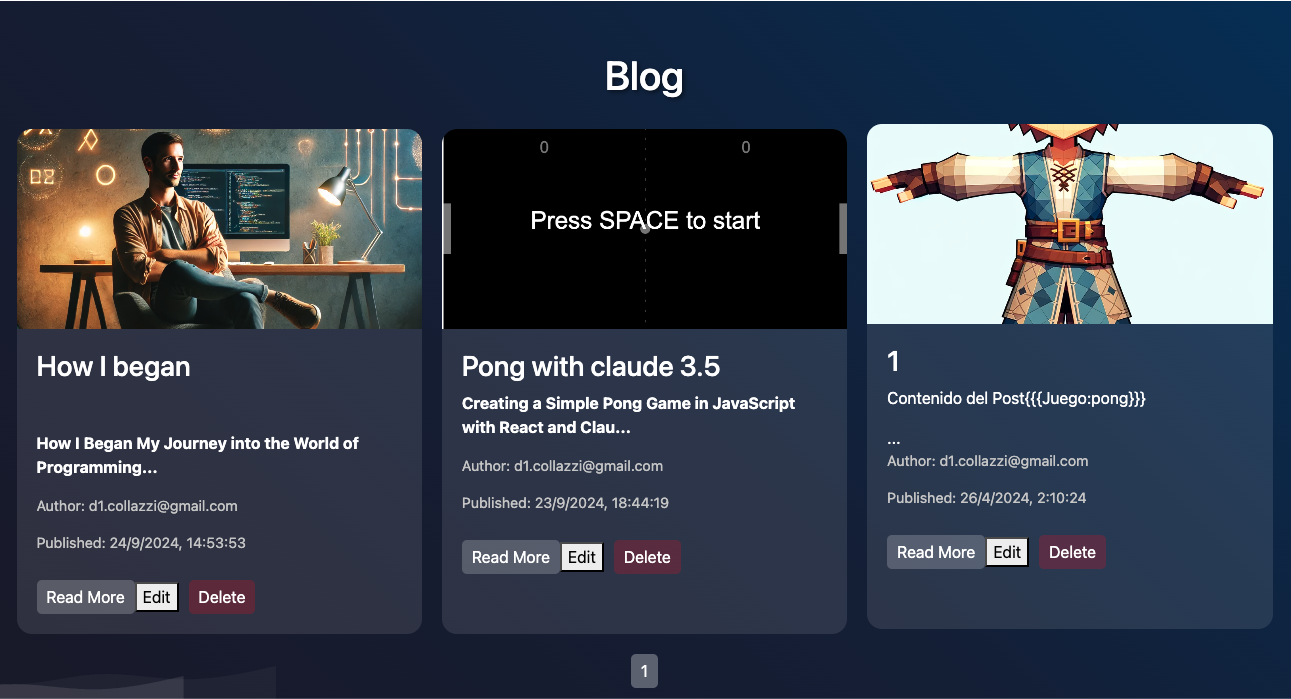 Blog
0
0
Press SPACE to start
How I began
How I Began My Journey into the World of
Programming...
Author: d1.collazzi@gmail.com
Published: 24/9/2024, 14:53:53
Read More
Edit
Delete
Pong with claude 3.5
Creating a Simple Pong Game in JavaScript
with React and Clau...
Author: d1.collazzi@gmail.com
Published: 23/9/2024, 18:44:19
Read More
Edit
Delete
1
Contenido del Post{{{Juego:pong}}}
...
Author: d1.collazzi@gmail.com
Published: 26/4/2024, 2:10:24
Read More
Edit
Delete
1